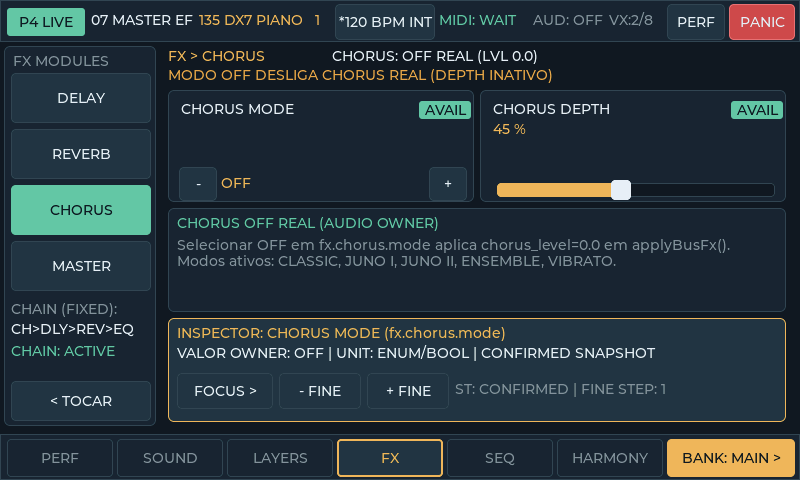 P4 LIVE
07 MASTER EF
135 DX7 PIANO
1
*120 BPM INT
MIDI: WAIT
AUD: OFF
VX:2/8
PERF
PANIC
FX MODULES
DELAY
REVERB
CHORUS
MASTER
CHAIN (FIXED):
CH>DLY>REV>EQ
CHAIN: ACTIVE
< TOCAR
FX > CHORUS
CHORUS: OFF REAL (LVL 0.0)
MODO OFF DESLIGA CHORUS REAL (DEPTH INATIVO)
CHORUS MODE
AVAIL
-
OFF
+
CHORUS DEPTH
AVAIL
45 %
CHORUS OFF REAL (AUDIO OWNER)
Selecionar OFF em fx.chorus.mode aplica chorus_level=0.0 em applyBusFx().
Modos ativos: CLASSIC, JUNO I, JUNO II, ENSEMBLE, VIBRATO.
INSPECTOR: CHORUS MODE (fx.chorus.mode)
VALOR OWNER: OFF | UNIT: ENUM/BOOL | CONFIRMED SNAPSHOT
FOCUS >
- FINE
+ FINE
ST: CONFIRMED | FINE STEP: 1
PERF
SOUND
LAYERS
FX
SEQ
HARMONY
BANK: MAIN >